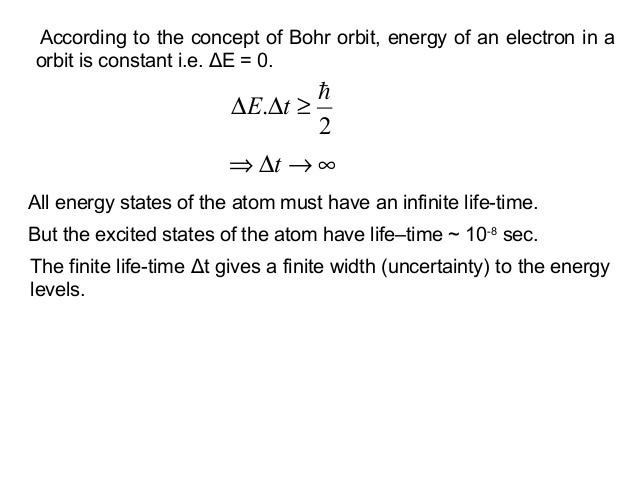 According to the concept of Bohr orbit, energy of an electron in a
orbit is constant i.e. ΔE = 0.
ΔE.Δt ≥ ħ/2
⇒ Δt → ∞
All energy states of the atom must have an infinite life-time.
But the excited states of the atom have life–time ~ 10⁻⁸ sec.
The finite life-time Δt gives a finite width (uncertainty) to the energy
levels.